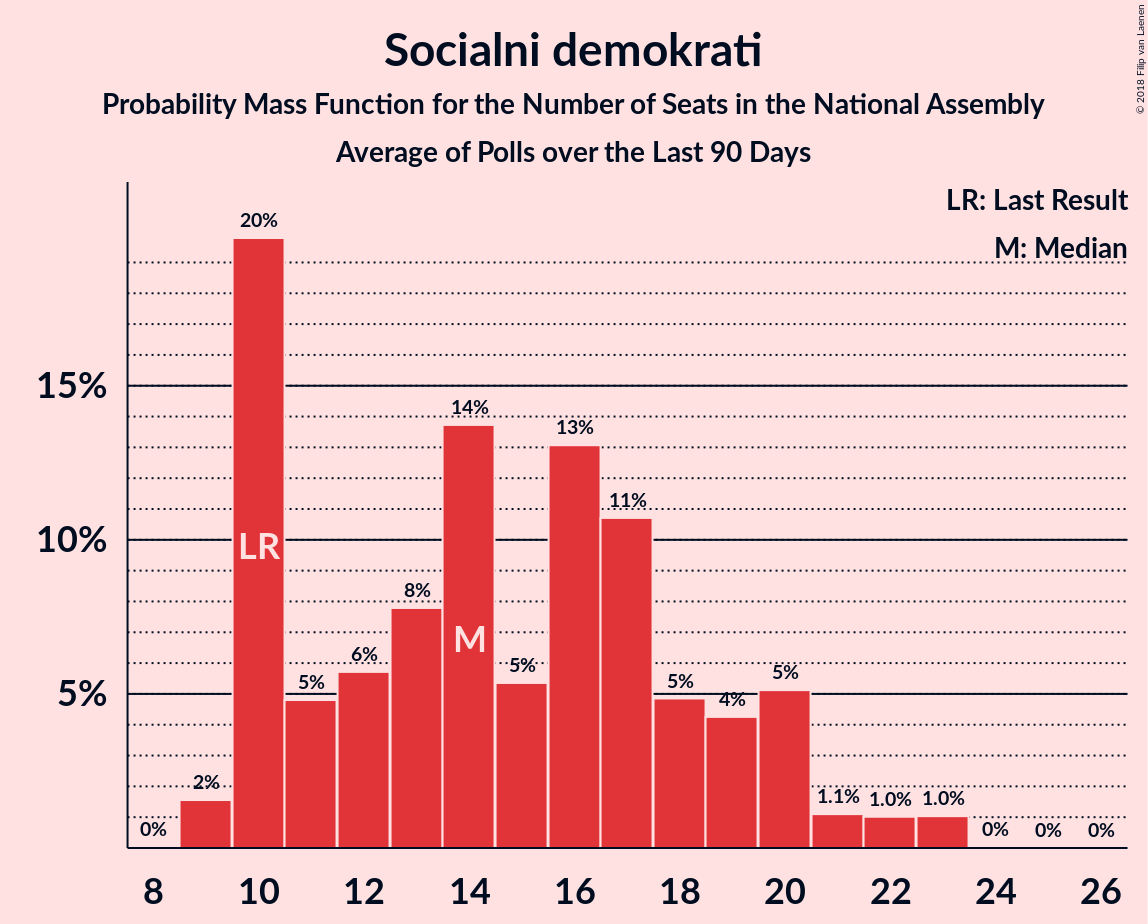 Socialni demokrati
Probability Mass Function for the Number of Seats in the National Assembly
Average of Polls over the Last 90 Days
© 2018 Filip van Laenen
LR: Last Result
M: Median
15%
10%
5%
0%
2%
20%
5%
6%
8%
14%
5%
13%
11%
5%
4%
5%
1.1%
1.0%
1.0%
0%
0%
0%
LR
M
8 10 12 14 16 18 20 22 24 26